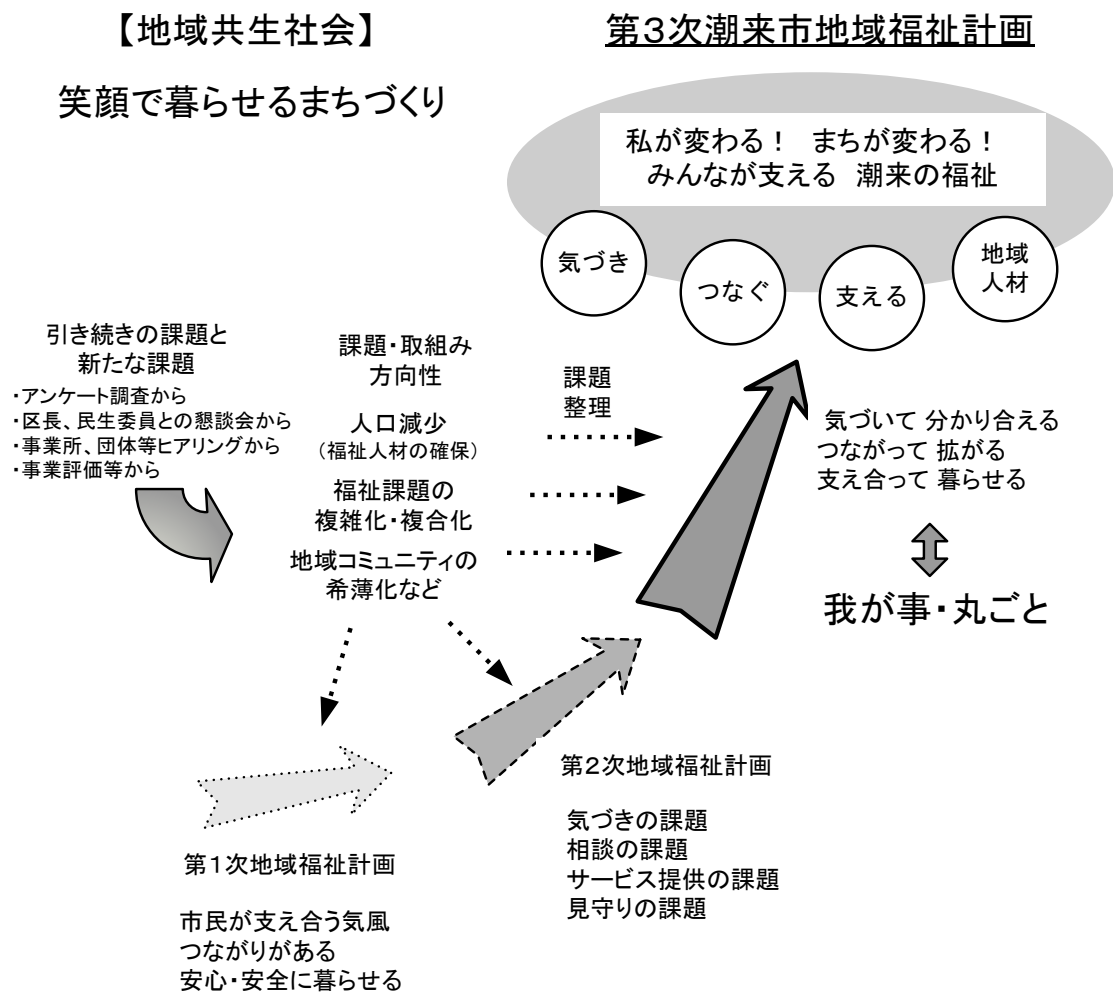 【地域共生社会】
笑顔で暮らせるまちづくり
第３次潮来市地域福祉計画
私が変わる！　まちが変わる！
みんなが支える　潮来の福祉
気づき
つなぐ
支える
地域
人材
引き続きの課題と
新たな課題
・アンケート調査から
・区長、民生委員との懇談会から
・事業所、団体等ヒアリングから
・事業評価等から
課題・取組み
方向性
人口減少
（福祉人材の確保）
福祉課題の
複雑化・複合化
地域コミュニティの
希薄化など
課題
整理
気づいて 分かり合える
つながって 拡がる
支え合って 暮らせる
我が事・丸ごと
第２次地域福祉計画
気づきの課題
相談の課題
サービス提供の課題
見守りの課題
第１次地域福祉計画
市民が支え合う気風
つながりがある
安心・安全に暮らせる